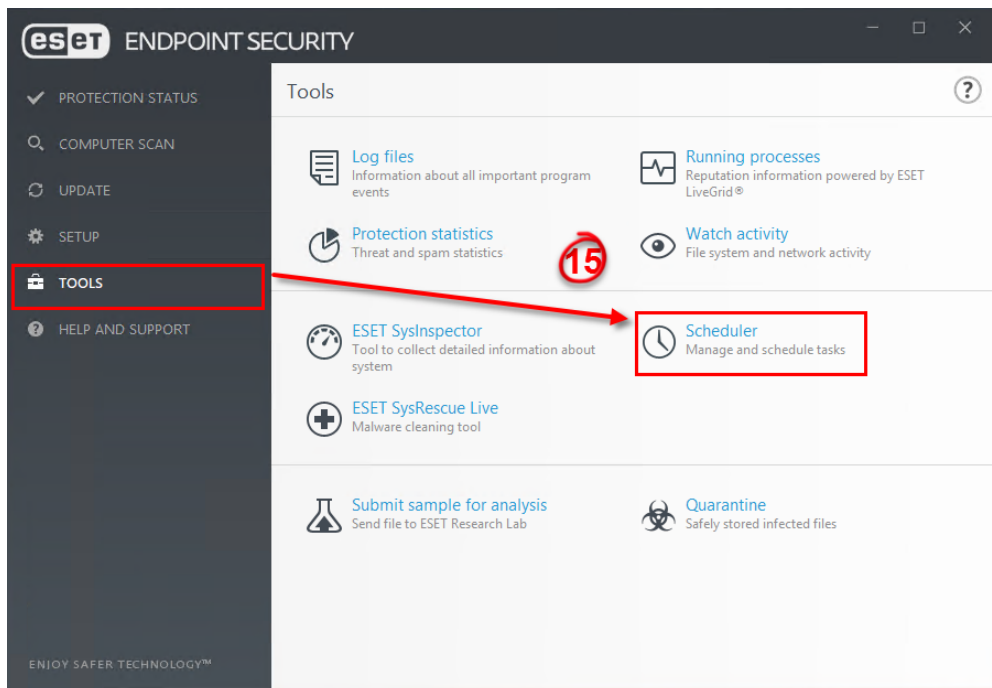 eset ENDPOINT SECURITY
PROTECTION STATUS
COMPUTER SCAN
UPDATE
SETUP
TOOLS
HELP AND SUPPORT
ENJOY SAFER TECHNOLOGY™
Tools
?
Log files
Information about all important program
events
Running processes
Reputation information powered by ESET
LiveGrid®
Protection statistics
Threat and spam statistics
15
Watch activity
File system and network activity
ESET SysInspector
Tool to collect detailed information about
system
Scheduler
Manage and schedule tasks
ESET SysRescue Live
Malware cleaning tool
Submit sample for analysis
Send file to ESET Research Lab
Quarantine
Safely stored infected files